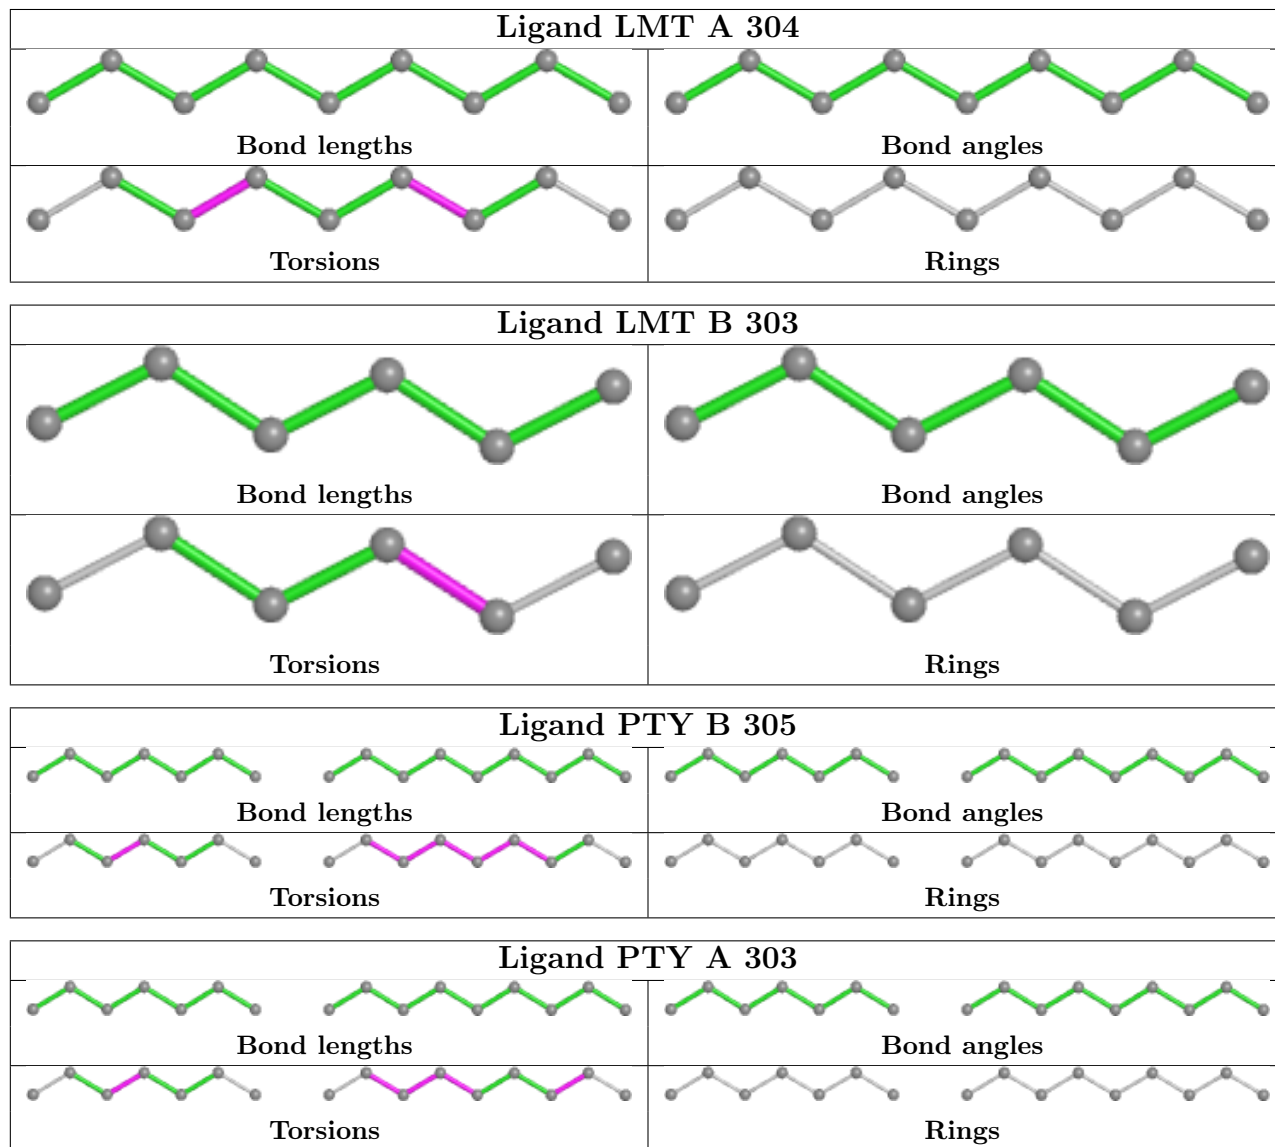 Ligand LMT A 304
Bond lengths
Bond angles
Torsions
Rings
Ligand LMT B 303
Bond lengths
Bond angles
Torsions
Rings
Ligand PTY B 305
Bond lengths
Bond angles
Torsions
Rings
Ligand PTY A 303
Bond lengths
Bond angles
Torsions
Rings